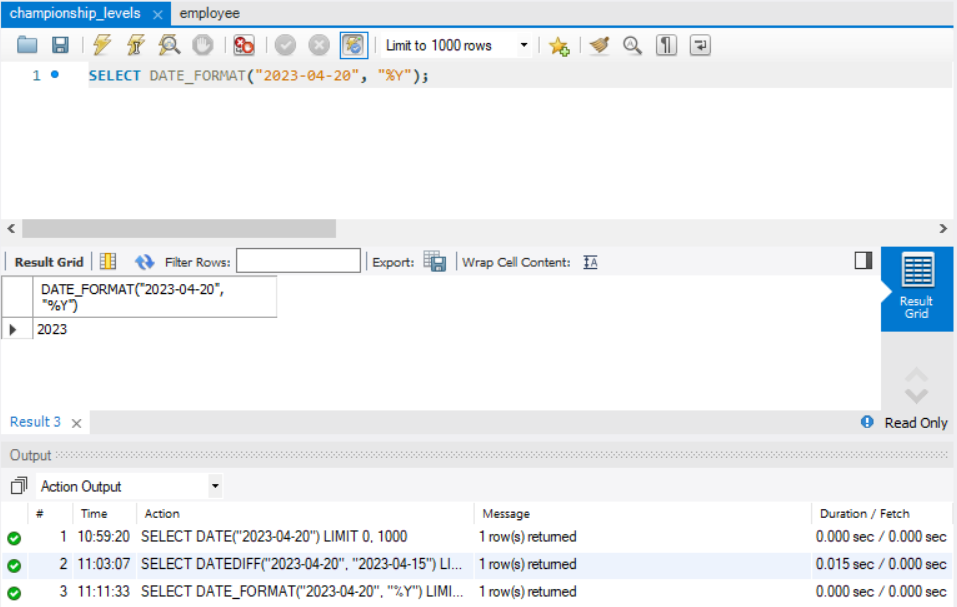 championship_levels × employee
Limit to 1000 rows
1 SELECT DATE_FORMAT("2023-04-20", "%Y");
Result Grid Filter Rows: Export: Wrap Cell Content: IA
DATE_FORMAT("2023-04-20",
"%Y")
2023
Result
Grid
Result 3 × Read Only
Output
Action Output
# Time Action Message Duration / Fetch
1 10:59:20 SELECT DATE("2023-04-20") LIMIT 0, 1000 1 row(s) returned 0.000 sec / 0.000 sec
2 11:03:07 SELECT DATEDIFF("2023-04-20", "2023-04-15") LI... 1 row(s) returned 0.015 sec / 0.000 sec
3 11:11:33 SELECT DATE_FORMAT("2023-04-20", "%Y") LIMI... 1 row(s) returned 0.000 sec / 0.000 sec